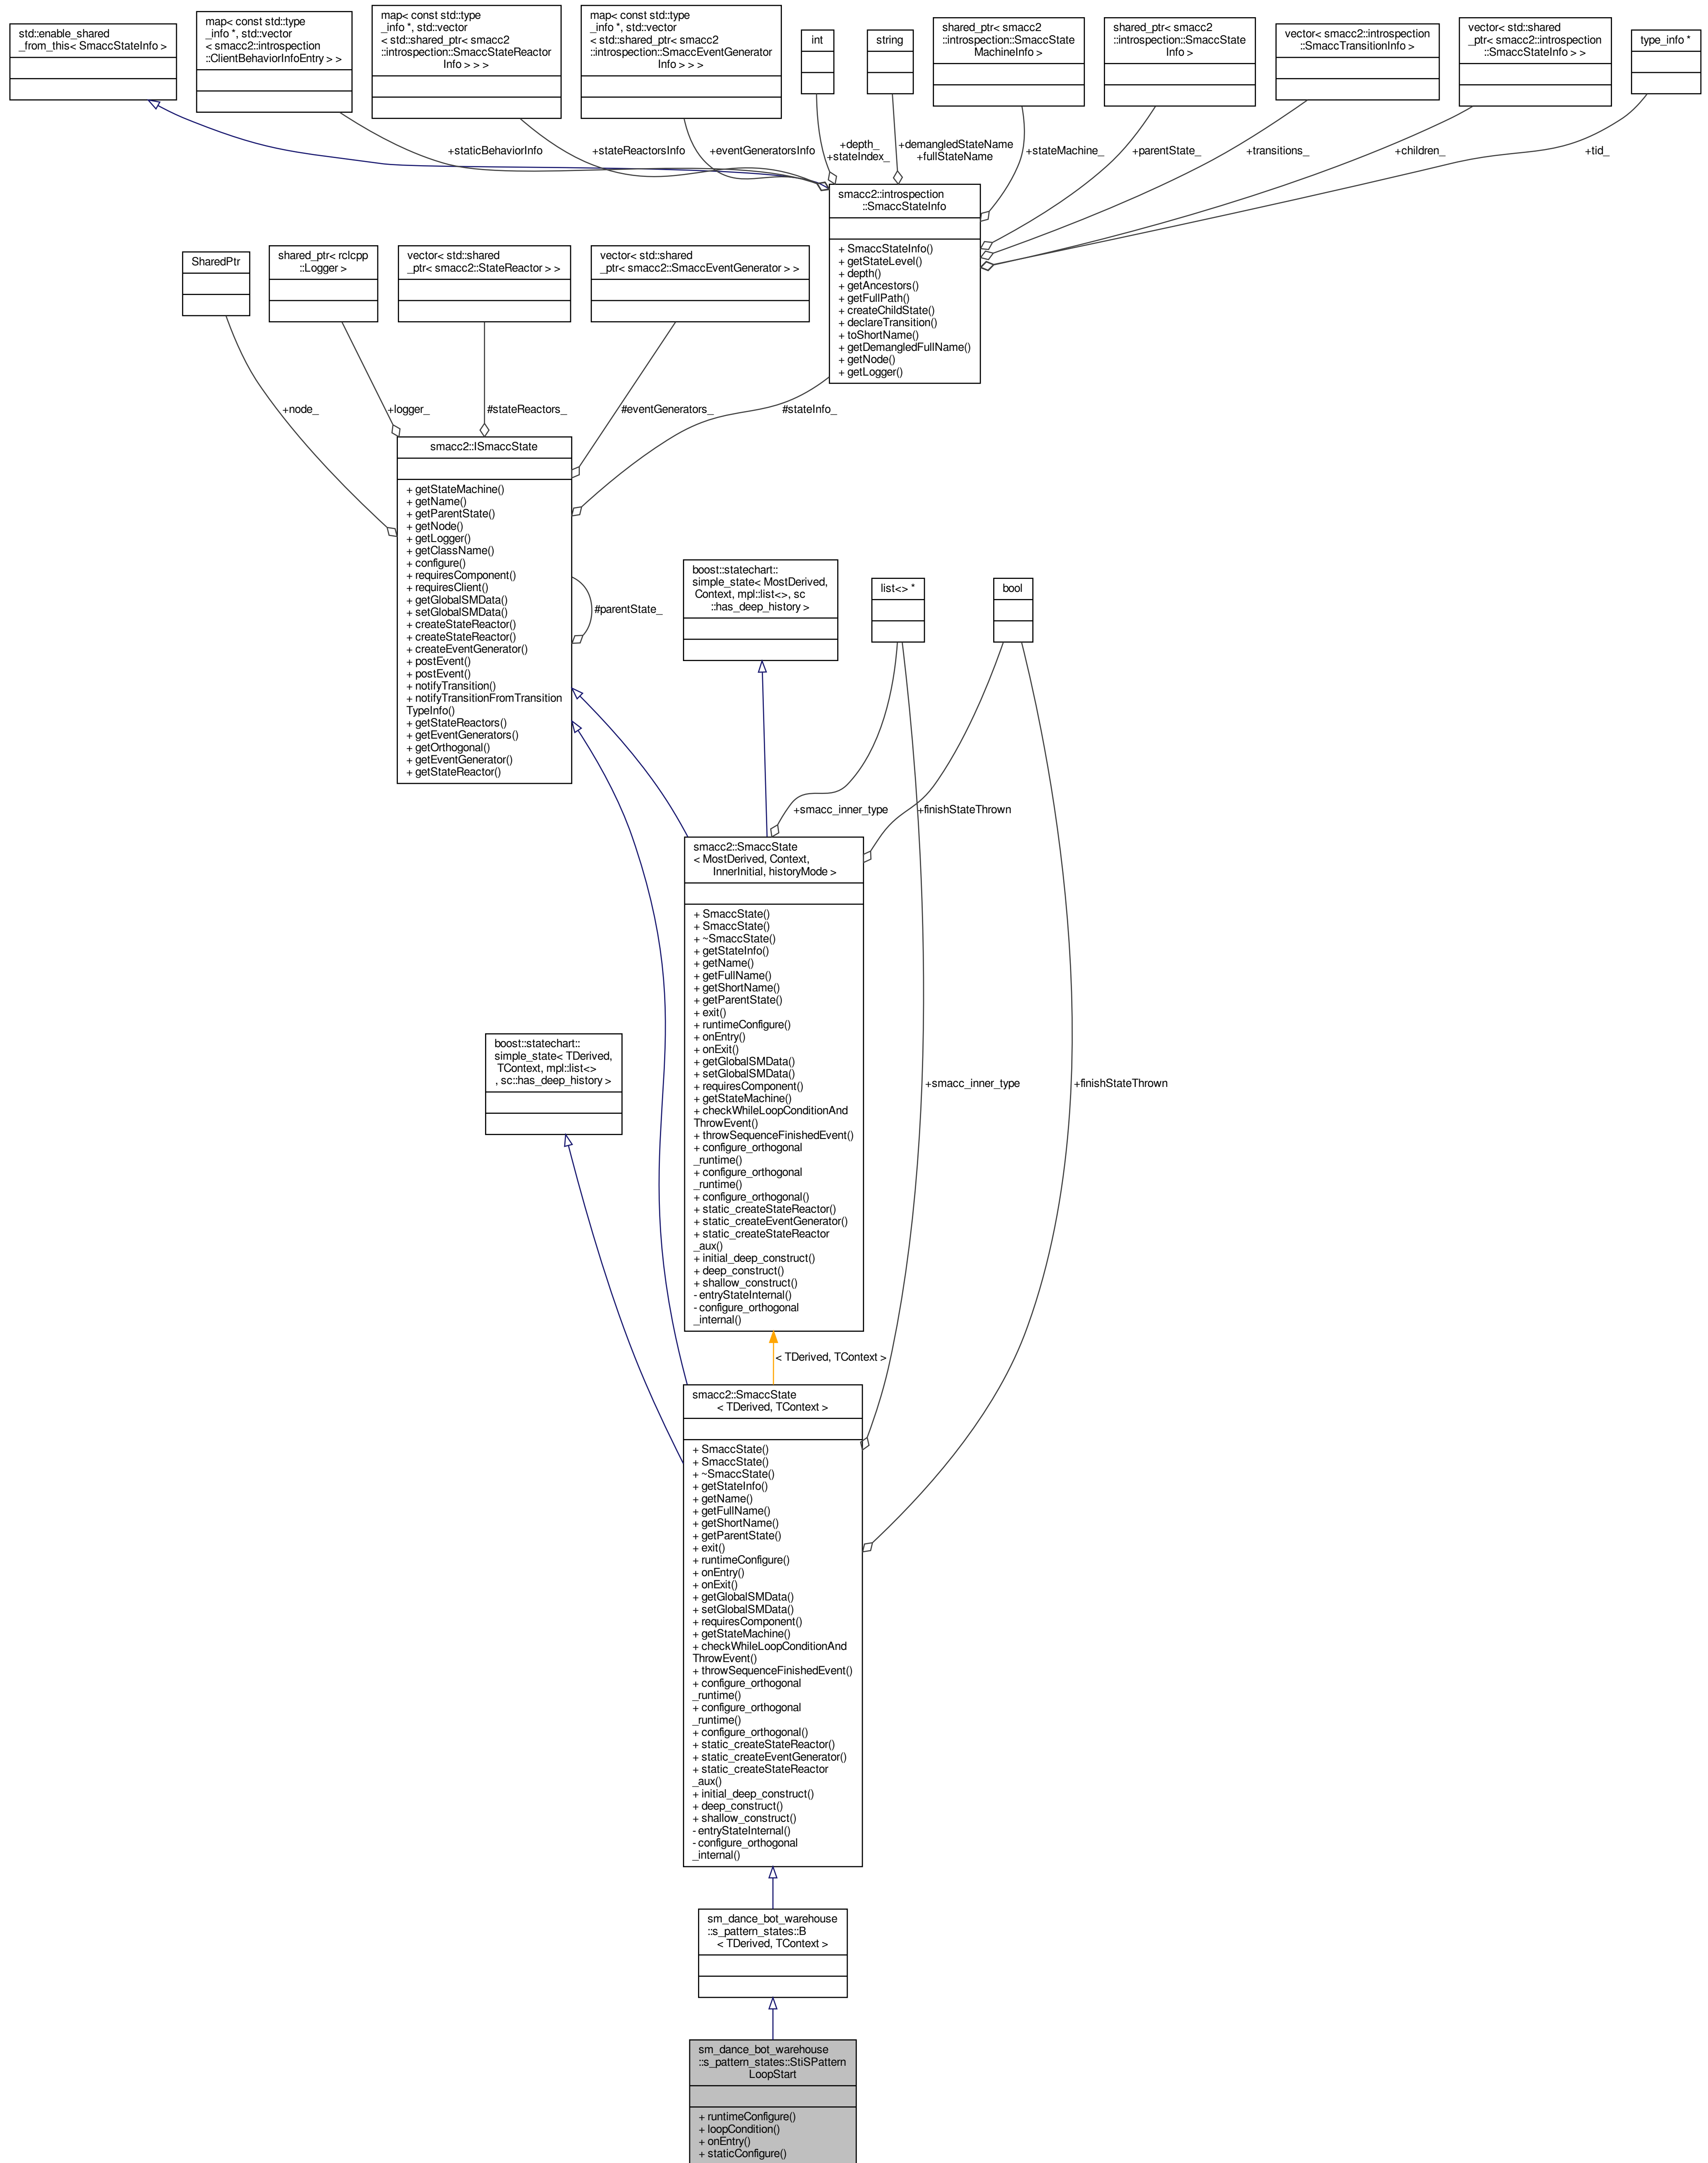 std::enable_shared
_from_this< SmaccStateInfo >
map< const std::type
_info *, std::vector
< smacc2::introspection
::ClientBehaviorInfoEntry > >
map< const std::type
_info *, std::vector
< std::shared_ptr< smacc2
::introspection::SmaccStateReactor
Info > > >
map< const std::type
_info *, std::vector
< std::shared_ptr< smacc2
::introspection::SmaccEventGenerator
Info > > >
int
string
shared_ptr< smacc2
::introspection::SmaccState
MachineInfo >
shared_ptr< smacc2
::introspection::SmaccState
Info >
vector< smacc2::introspection
::SmaccTransitionInfo >
vector< std::shared
_ptr< smacc2::introspection
::SmaccStateInfo > >
type_info *
+staticBehaviorInfo
+stateReactorsInfo
+eventGeneratorsInfo
+depth_
+stateIndex_
+demangledStateName
+fullStateName
+stateMachine_
+parentState_
+transitions_
+children_
+tid_
smacc2::introspection
::SmaccStateInfo
+ SmaccStateInfo()
+ getStateLevel()
+ depth()
+ getAncestors()
+ getFullPath()
+ createChildState()
+ declareTransition()
+ toShortName()
+ getDemangledFullName()
+ getNode()
+ getLogger()
SharedPtr
shared_ptr< rclcpp
::Logger >
vector< std::shared
_ptr< smacc2::StateReactor > >
vector< std::shared
_ptr< smacc2::SmaccEventGenerator > >
+node_
+logger_
#stateReactors_
#eventGenerators_
#stateInfo_
smacc2::ISmaccState
+ getStateMachine()
+ getName()
+ getParentState()
+ getNode()
+ getLogger()
+ getClassName()
+ configure()
+ requiresComponent()
+ requiresClient()
+ getGlobalSMData()
+ setGlobalSMData()
+ createStateReactor()
+ createStateReactor()
+ createEventGenerator()
+ postEvent()
+ postEvent()
+ notifyTransition()
+ notifyTransitionFromTransition
TypeInfo()
+ getStateReactors()
+ getEventGenerators()
+ getOrthogonal()
+ getEventGenerator()
+ getStateReactor()
#parentState_
boost::statechart::
simple_state< MostDerived,
Context, mpl::list<>, sc
::has_deep_history >
list<> *
bool
+smacc_inner_type
+finishStateThrown
smacc2::SmaccState
< MostDerived, Context,
InnerInitial, historyMode >
+ SmaccState()
+ SmaccState()
+ ~SmaccState()
+ getStateInfo()
+ getName()
+ getFullName()
+ getShortName()
+ getParentState()
+ exit()
+ runtimeConfigure()
+ onEntry()
+ onExit()
+ getGlobalSMData()
+ setGlobalSMData()
+ requiresComponent()
+ getStateMachine()
+ checkWhileLoopConditionAnd
ThrowEvent()
+ throwSequenceFinishedEvent()
+ configure_orthogonal
_runtime()
+ configure_orthogonal
_runtime()
+ configure_orthogonal()
+ static_createStateReactor()
+ static_createEventGenerator()
+ static_createStateReactor
_aux()
+ initial_deep_construct()
+ deep_construct()
+ shallow_construct()
- entryStateInternal()
- configure_orthogonal
_internal()
boost::statechart::
simple_state< TDerived,
TContext, mpl::list<>
, sc::has_deep_history >
+smacc_inner_type
+finishStateThrown
< TDerived, TContext >
smacc2::SmaccState
< TDerived, TContext >
+ SmaccState()
+ SmaccState()
+ ~SmaccState()
+ getStateInfo()
+ getName()
+ getFullName()
+ getShortName()
+ getParentState()
+ exit()
+ runtimeConfigure()
+ onEntry()
+ onExit()
+ getGlobalSMData()
+ setGlobalSMData()
+ requiresComponent()
+ getStateMachine()
+ checkWhileLoopConditionAnd
ThrowEvent()
+ throwSequenceFinishedEvent()
+ configure_orthogonal
_runtime()
+ configure_orthogonal
_runtime()
+ configure_orthogonal()
+ static_createStateReactor()
+ static_createEventGenerator()
+ static_createStateReactor
_aux()
+ initial_deep_construct()
+ deep_construct()
+ shallow_construct()
- entryStateInternal()
- configure_orthogonal
_internal()
sm_dance_bot_warehouse
::s_pattern_states::B
< TDerived, TContext >
sm_dance_bot_warehouse
::s_pattern_states::StiSPattern
LoopStart
+ runtimeConfigure()
+ loopCondition()
+ onEntry()
+ staticConfigure()